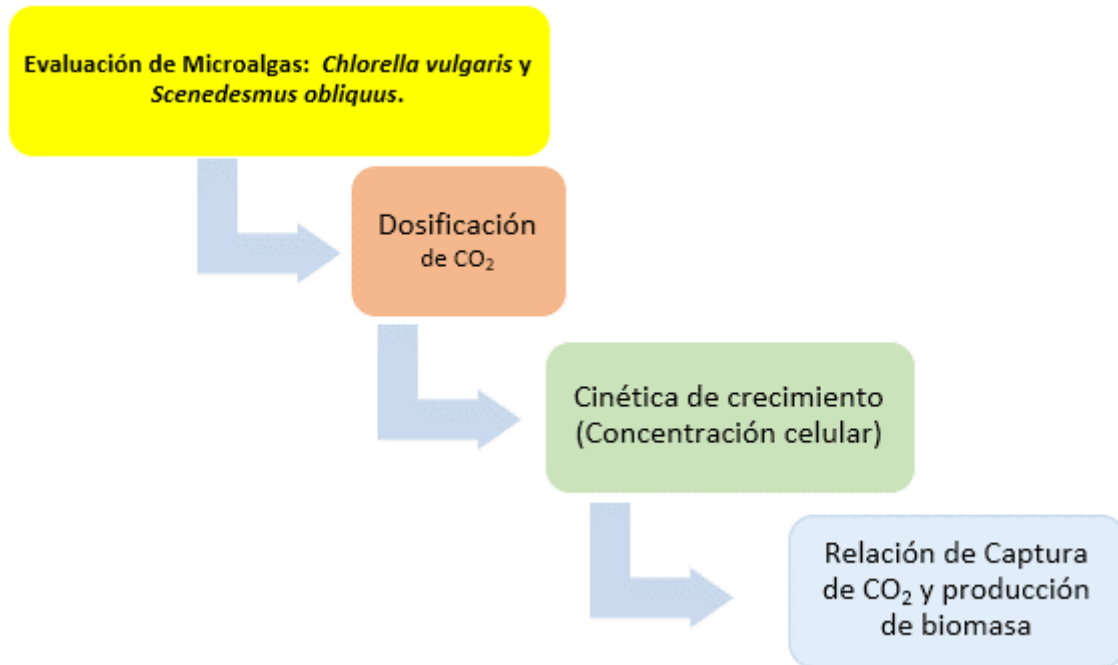 Evaluación de Microalgas: Chlorella vulgaris y
Scenedesmus obliquus.
Dosificación
de CO₂
Cinética de crecimiento
(Concentración celular)
Relación de Captura
de CO₂ y producción
de biomasa